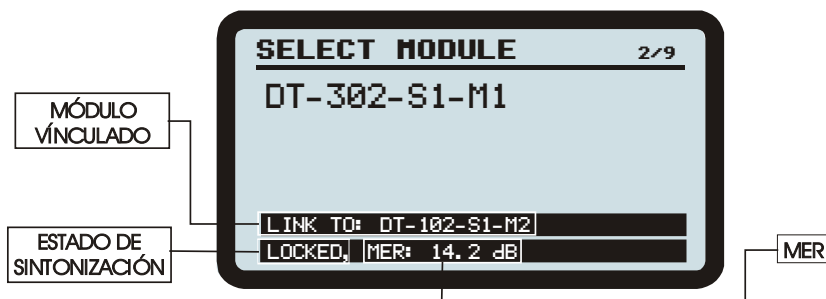 SELECT MODULE 2/9
DT-302-S1-M1
MÓDULO
VÍNCULADO
LINK TO: DT-102-S1-M2
ESTADO DE
SINTONIZACIÓN
LOCKED, MER: 14.2 dB
MER